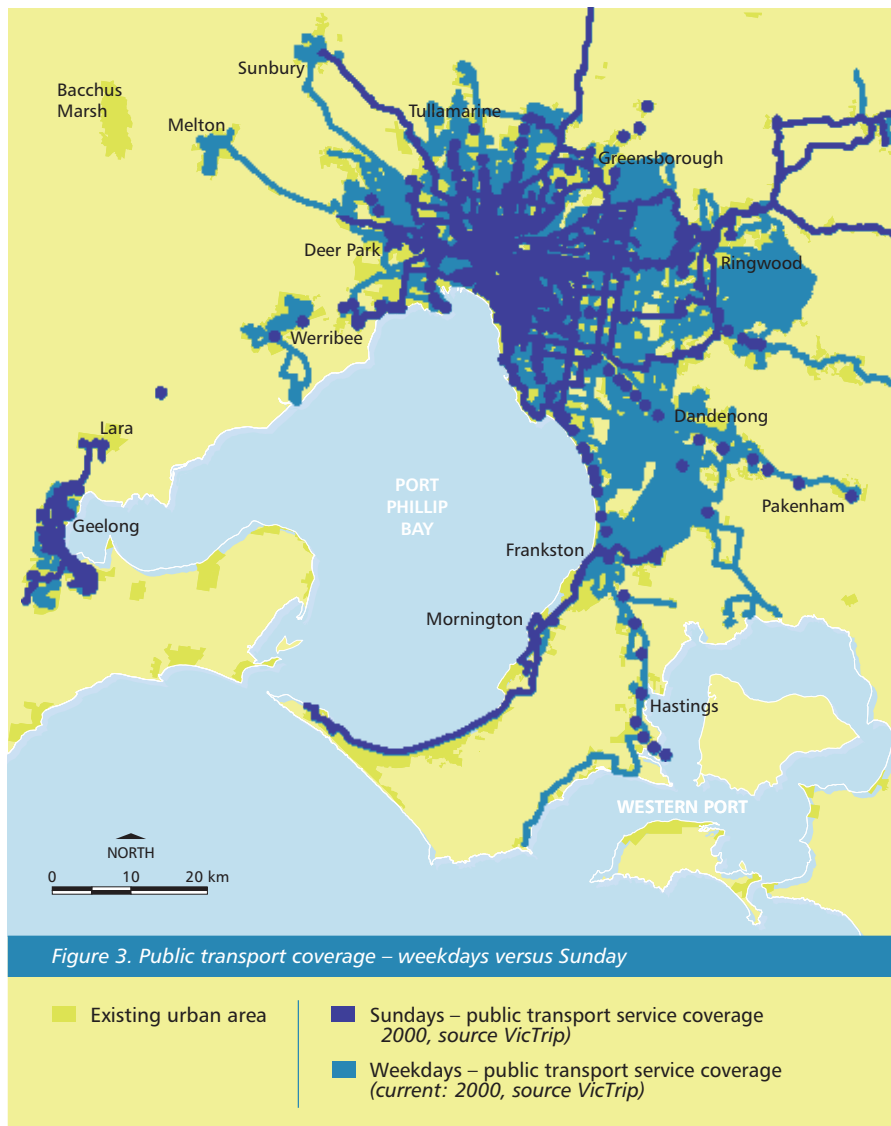 Sunbury
Bacchus
Marsh
Tullamarine
Melton
Greensborough
Deer Park
Ringwood
Werribee
Dandenong
Lara
PORT
PHILLIP
BAY
Pakenham
Geelong
Frankston
Mornington
Hastings
WESTERN PORT
NORTH
0 10 20 km
Figure 3. Public transport coverage – weekdays versus Sunday
Existing urban area
Sundays – public transport service coverage
2000, source VicTrip)
Weekdays – public transport service coverage
(current: 2000, source VicTrip)